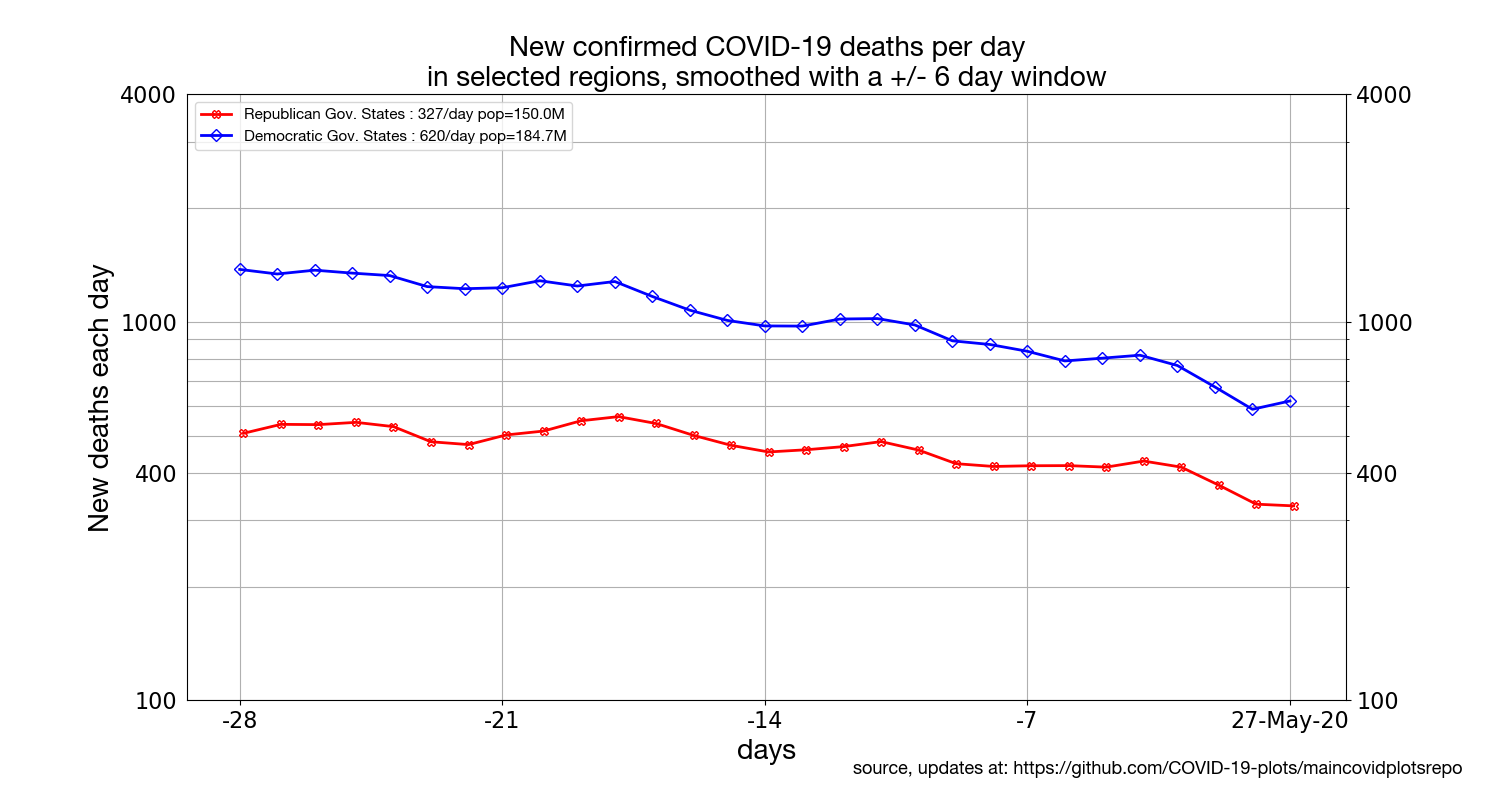 New confirmed COVID-19 deaths per day
in selected regions, smoothed with a +/- 6 day window
4000
4000
Republican Gov. States : 327/day pop=150.0M
Democratic Gov. States : 620/day pop=184.7M
New deaths each day
1000
1000
400
400
100
100
-28
-21
-14
-7
27-May-20
days
source, updates at: https://github.com/COVID-19-plots/maincovidplotsrepo